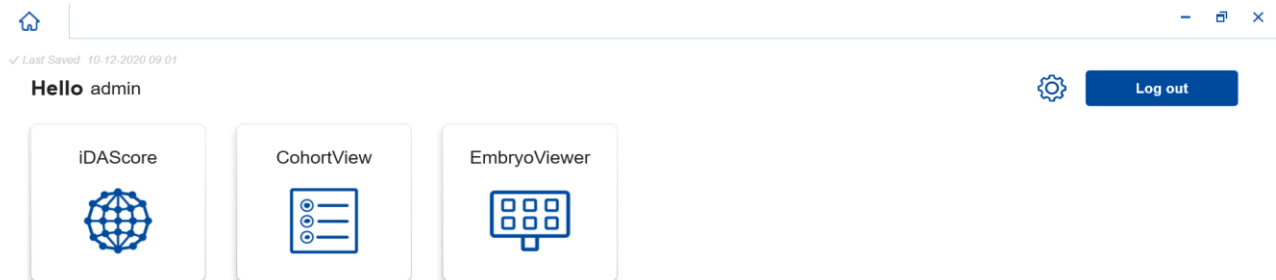 Last Saved 10-12-2020 09:01
Hello admin
Log out
iDAScore
CohortView
EmbryoViewer